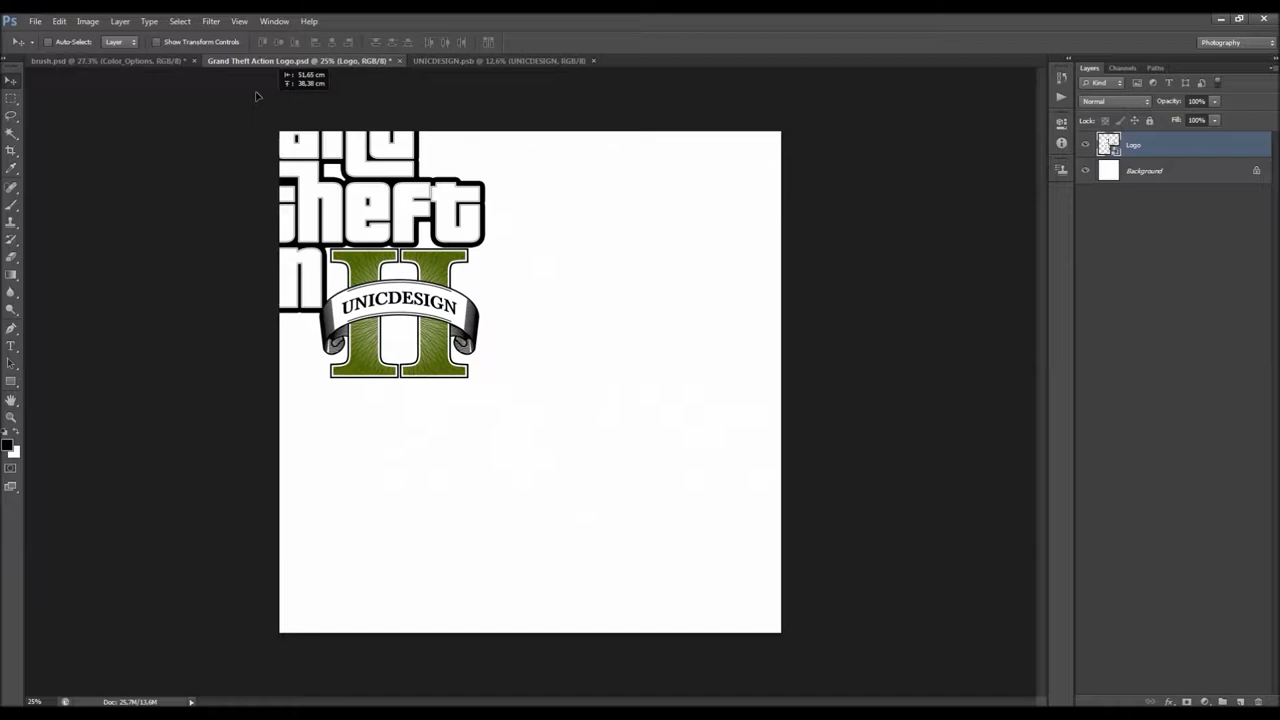 Ps File Edit Image Layer Type Select Filter View Window Help
Auto-Select: Layer Show Transform Controls Photography
brush.psd @ 27.3% (Color_Options, RGB/8) * × Grand Theft Action Logo.psd @ 25% (Logo, RGB/8) * × UNICDESIGN.psb @ 12.6% (UNICDESIGN, RGB/8) ×
Layers Channels Paths
51,65 cm
38,38 cm
Kind
Normal Opacity: 100%
Lock: Fill: 100%
Logo
Background
theft
n
UNICDESIGN
25% Doc: 25,7M/13,6M